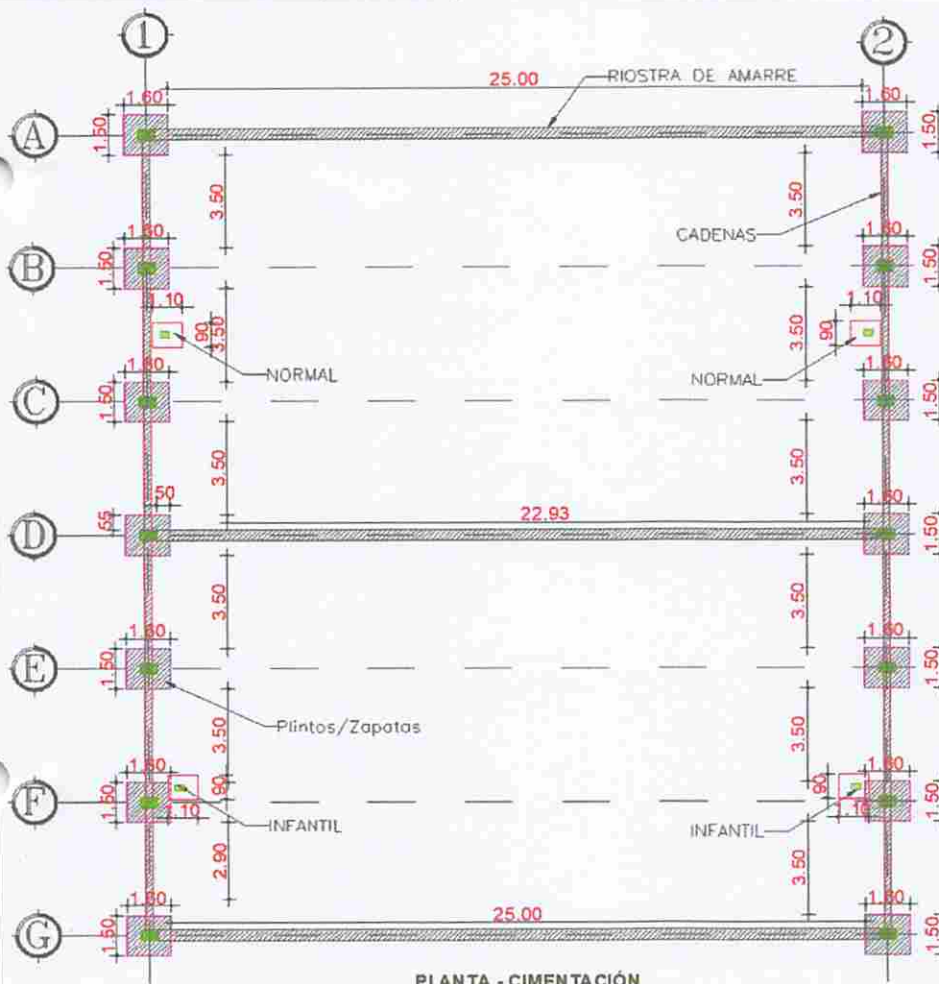 1 2
25.00 RIOSTRA DE AMARRE
1.60 1.60
A 1.50 1.50
3.50 3.50
CADENAS
1.60 1.60
B 1.50 1.50
1.10 1.10
90 3.50 90 3.50
NORMAL NORMAL
1.60 1.60
C 1.50 1.50
3.50 3.50
50 1.60
22.93
D 55 1.50
3.50 3.50
1.60 1.60
E 1.50 1.50
Plintos/Zapatas
3.50 3.50
1.60 1.60
90 90
F 1.50 1.50
1.10 1.10
INFANTIL INFANTIL
2.90 3.50
1.60 1.60
25.00
G 1.50 1.50
PLANTA - CIMENTACIÓN